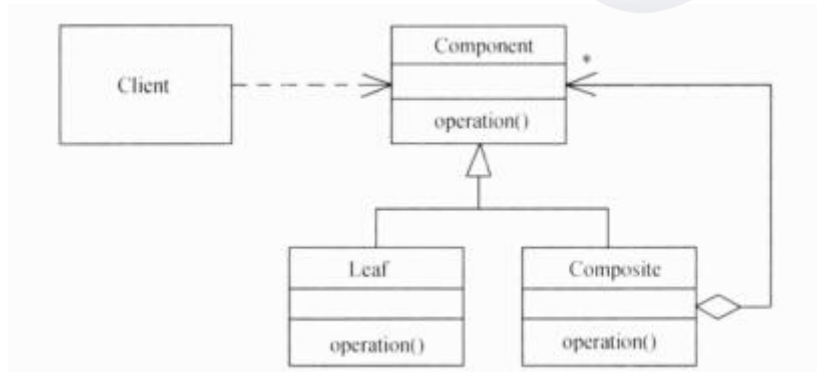 Client
Component
*
operation()
Leaf
operation()
Composite
operation()